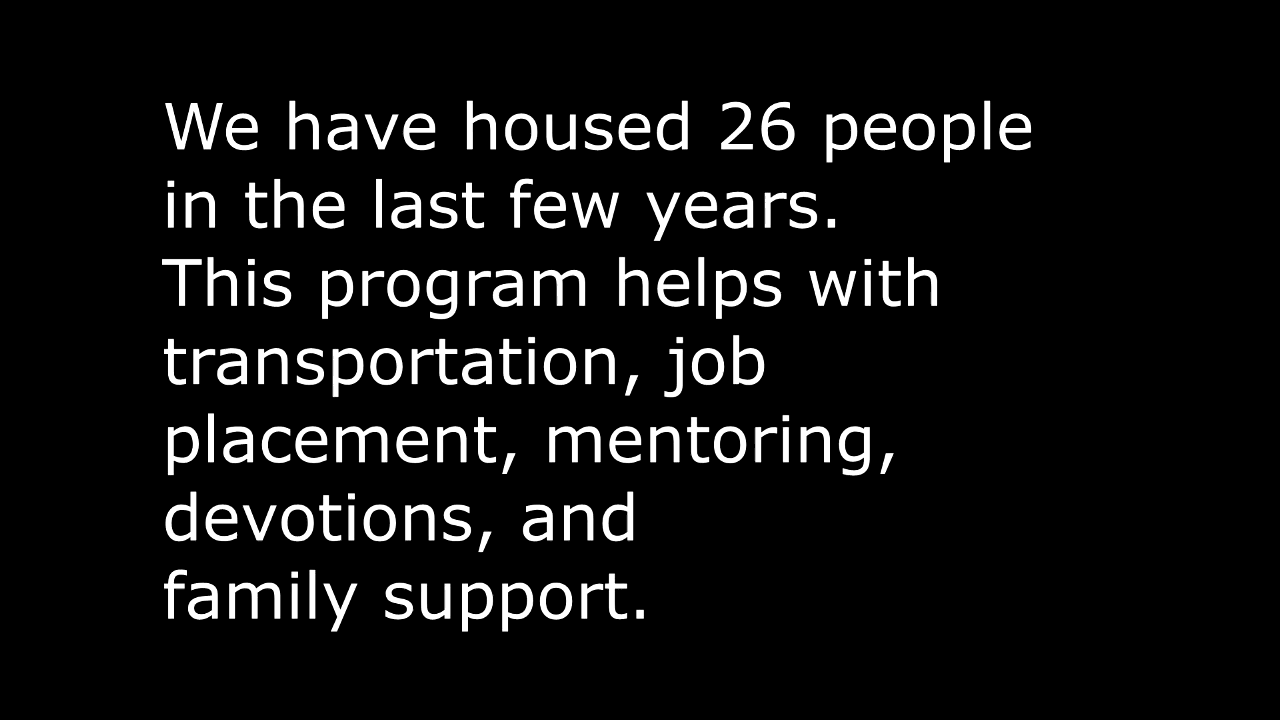 We have housed 26 people
in the last few years.
This program helps with
transportation, job
placement, mentoring,
devotions, and
family support.